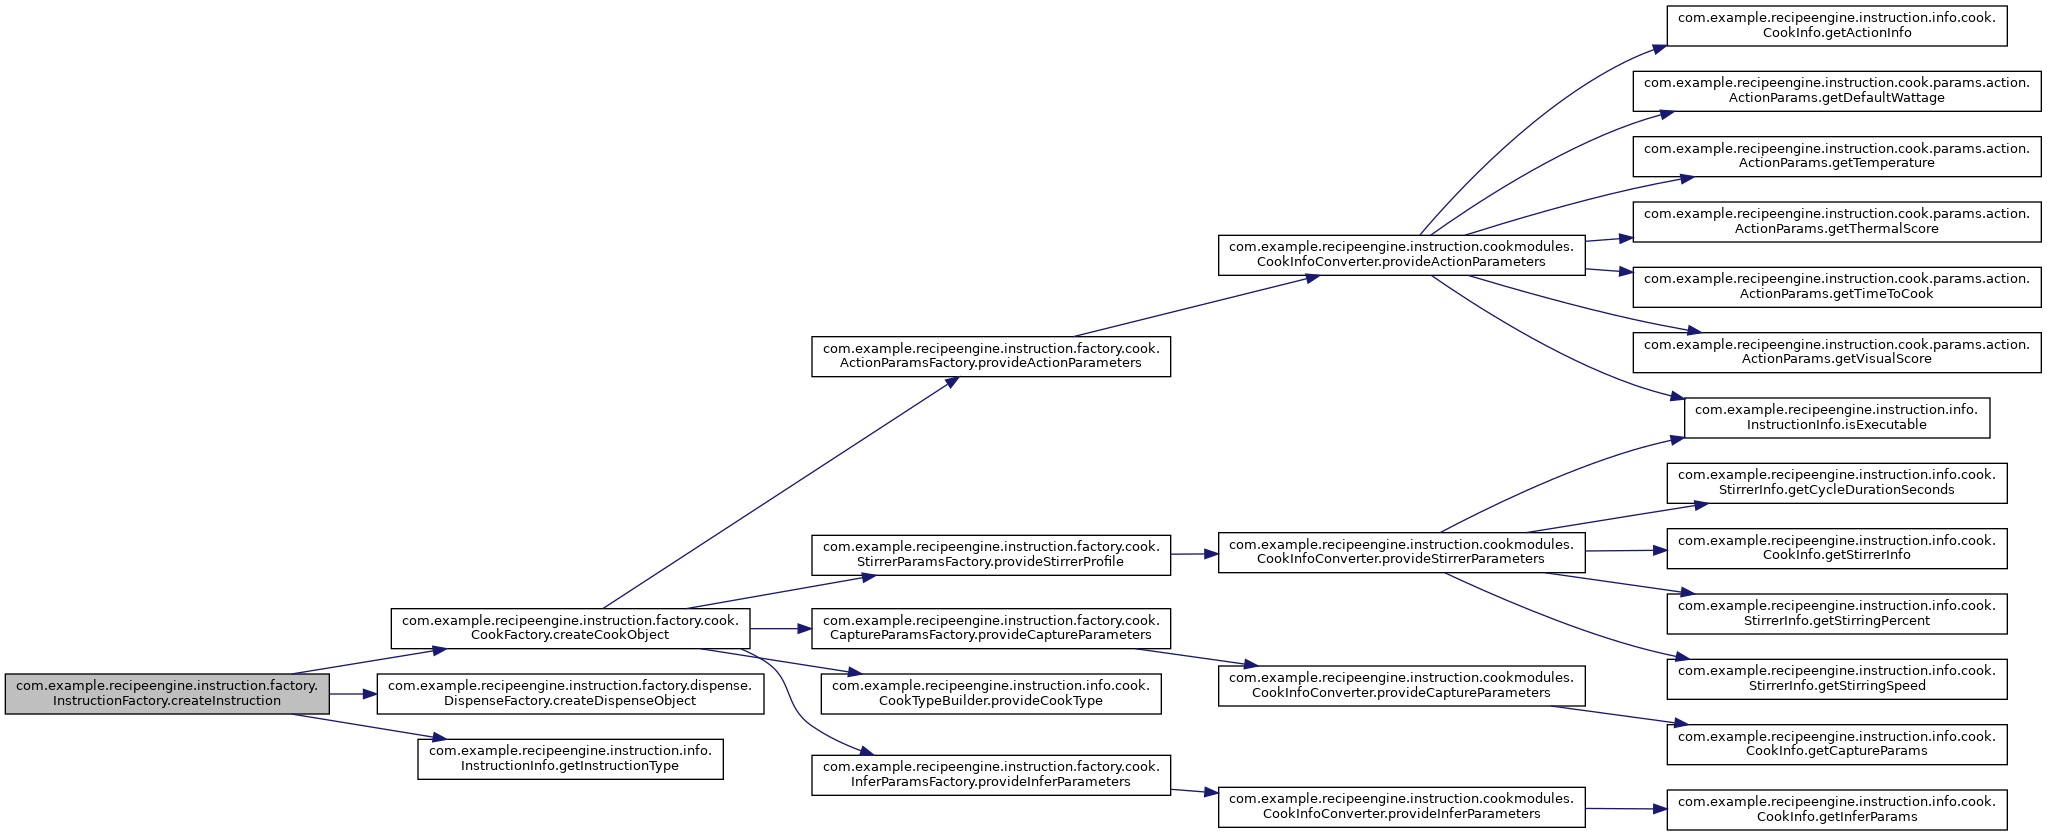 com.example.recipeengine.instruction.info.cook.
CookInfo.getActionInfo
com.example.recipeengine.instruction.cook.params.action.
ActionParams.getDefaultWattage
com.example.recipeengine.instruction.cook.params.action.
ActionParams.getTemperature
com.example.recipeengine.instruction.cook.params.action.
ActionParams.getThermalScore
com.example.recipeengine.instruction.cookmodules.
CookInfoConverter.provideActionParameters
com.example.recipeengine.instruction.cook.params.action.
ActionParams.getTimeToCook
com.example.recipeengine.instruction.cook.params.action.
ActionParams.getVisualScore
com.example.recipeengine.instruction.factory.cook.
ActionParamsFactory.provideActionParameters
com.example.recipeengine.instruction.info.
InstructionInfo.isExecutable
com.example.recipeengine.instruction.info.cook.
StirrerInfo.getCycleDurationSeconds
com.example.recipeengine.instruction.factory.cook.
StirrerParamsFactory.provideStirrerProfile
com.example.recipeengine.instruction.cookmodules.
CookInfoConverter.provideStirrerParameters
com.example.recipeengine.instruction.info.cook.
CookInfo.getStirrerInfo
com.example.recipeengine.instruction.info.cook.
StirrerInfo.getStirringPercent
com.example.recipeengine.instruction.factory.cook.
CookFactory.createCookObject
com.example.recipeengine.instruction.factory.cook.
CaptureParamsFactory.provideCaptureParameters
com.example.recipeengine.instruction.info.cook.
StirrerInfo.getStirringSpeed
com.example.recipeengine.instruction.factory.
InstructionFactory.createInstruction
com.example.recipeengine.instruction.factory.dispense.
DispenseFactory.createDispenseObject
com.example.recipeengine.instruction.info.cook.
CookTypeBuilder.provideCookType
com.example.recipeengine.instruction.cookmodules.
CookInfoConverter.provideCaptureParameters
com.example.recipeengine.instruction.info.cook.
CookInfo.getCaptureParams
com.example.recipeengine.instruction.info.
InstructionInfo.getInstructionType
com.example.recipeengine.instruction.factory.cook.
InferParamsFactory.provideInferParameters
com.example.recipeengine.instruction.cookmodules.
CookInfoConverter.provideInferParameters
com.example.recipeengine.instruction.info.cook.
CookInfo.getInferParams